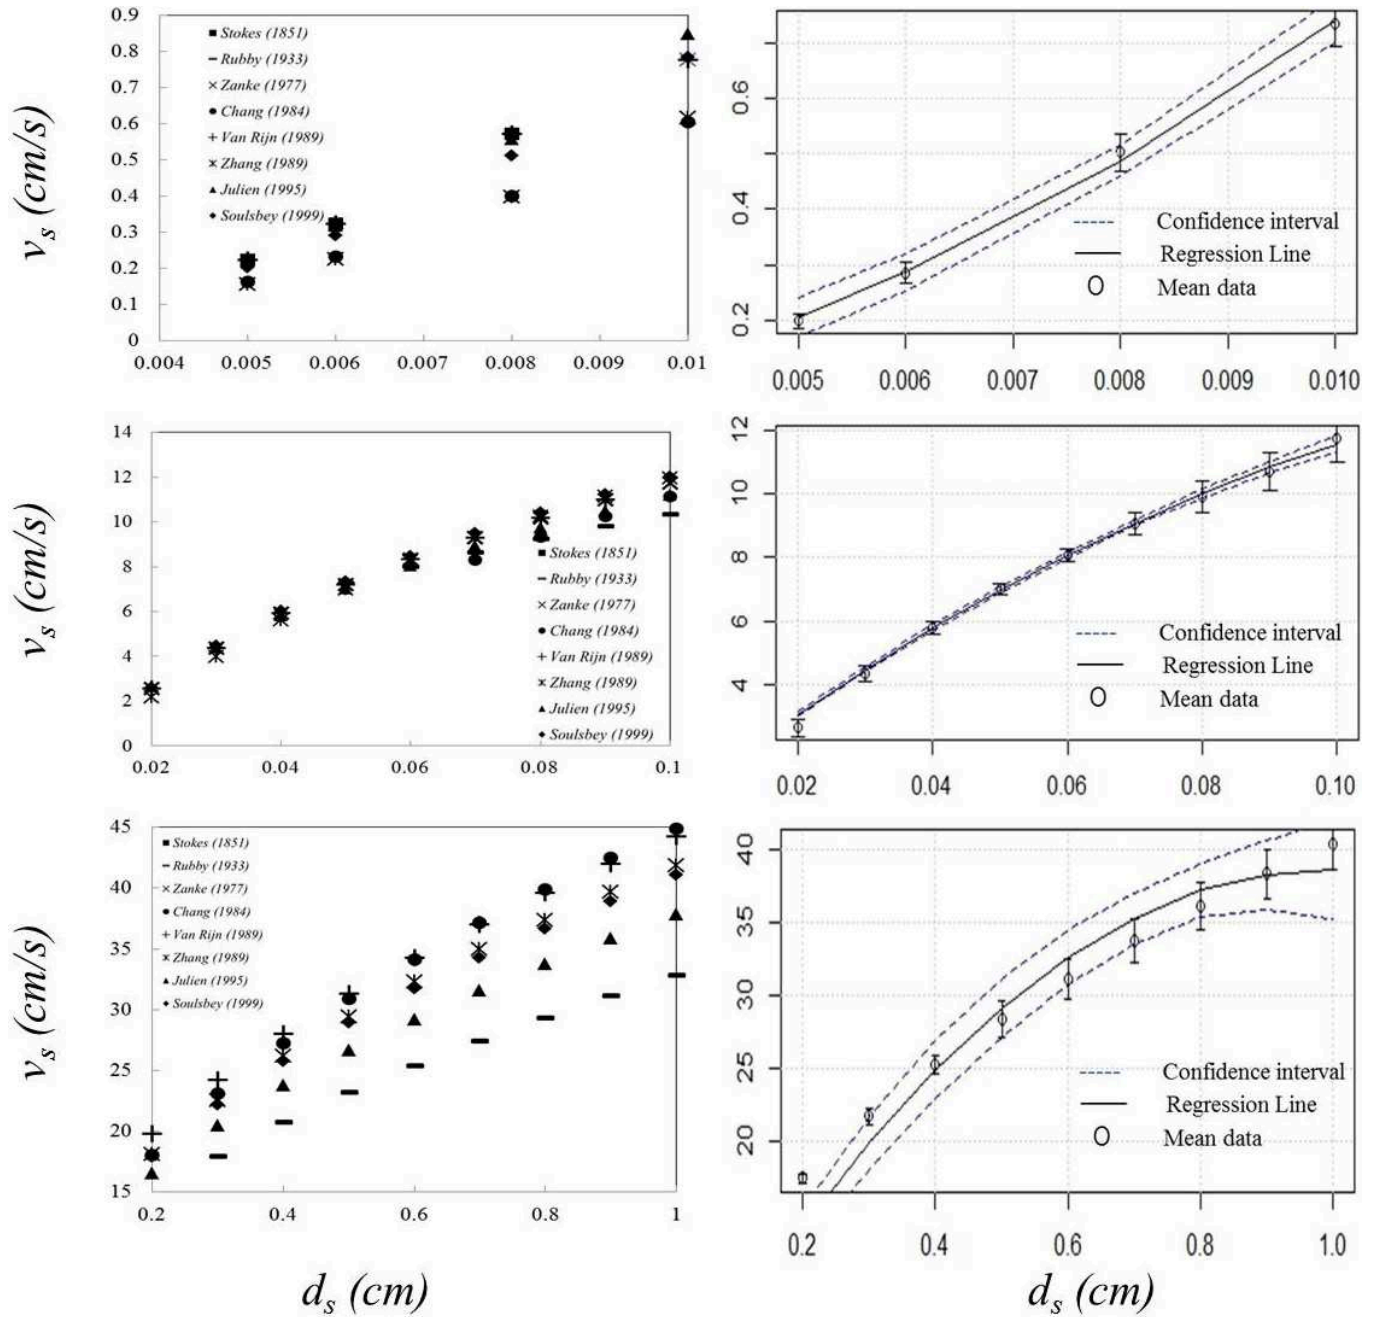 v_s (cm/s)
0.9
0.8
0.7
0.6
0.5
0.4
0.3
0.2
0.1
0
Stokes (1851)
Rubby (1933)
Zanke (1977)
Chang (1984)
Van Rijn (1989)
Zhang (1989)
Julien (1995)
Soulsbey (1999)
0.004 0.005 0.006 0.007 0.008 0.009 0.01
0.6
0.4
0.2
Confidence interval
Regression Line
Mean data
0.005 0.006 0.007 0.008 0.009 0.010
v_s (cm/s)
14
12
10
8
6
4
2
0
Stokes (1851)
Rubby (1933)
Zanke (1977)
Chang (1984)
Van Rijn (1989)
Zhang (1989)
Julien (1995)
Soulsbey (1999)
0.02 0.04 0.06 0.08 0.1
12
10
8
6
4
Confidence interval
Regression Line
Mean data
0.02 0.04 0.06 0.08 0.10
v_s (cm/s)
45
40
35
30
25
20
15
Stokes (1851)
Rubby (1933)
Zanke (1977)
Chang (1984)
Van Rijn (1989)
Zhang (1989)
Julien (1995)
Soulsbey (1999)
0.2 0.4 0.6 0.8 1
40
35
30
25
20
Confidence interval
Regression Line
Mean data
0.2 0.4 0.6 0.8 1.0
d_s (cm)
d_s (cm)